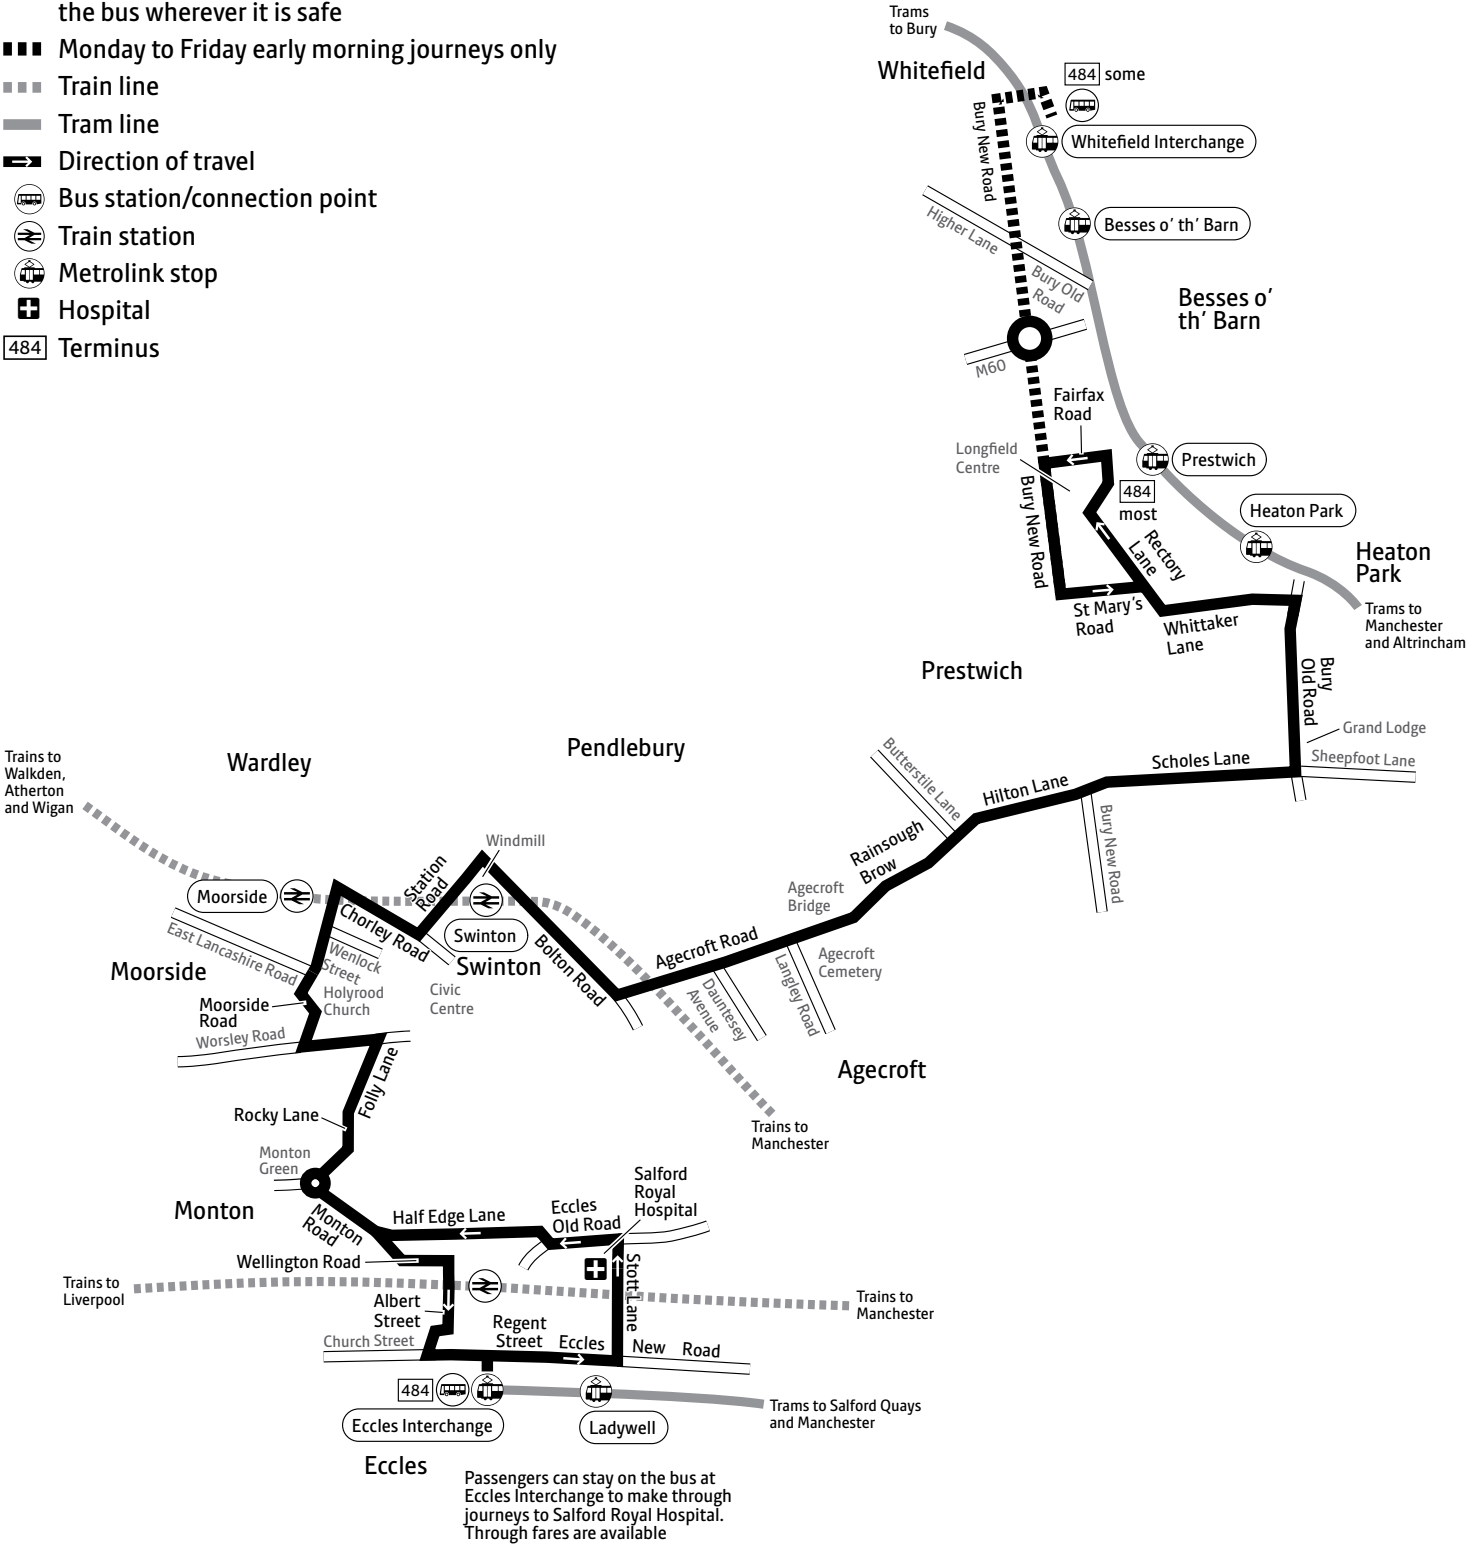 the bus wherever it is safe
Monday to Friday early morning journeys only
Train line
Tram line
Direction of travel
Bus station/connection point
Train station
Metrolink stop
Hospital
484 Terminus
Trams
to Bury
Whitefield
484 some
Whitefield Interchange
Bury New Road
Besses o' th' Barn
Higher Lane
Bury Old
Road
Besses o'
th' Barn
M60
Fairfax
Road
Longfield
Centre
Prestwich
484
most
Heaton Park
Bury New Road
Rectory
Lane
Heaton
Park
St Mary's
Road
Whittaker
Lane
Trams to
Manchester
and Altrincham
Prestwich
Bury
Old Road
Grand Lodge
Sheepfoot Lane
Scholes Lane
Hilton Lane
Bury New Road
Butterstile Lane
Rainsough
Brow
Agecroft
Bridge
Agecroft
Cemetery
Agecroft Road
Langley Road
Dauntesey
Avenue
Agecroft
Pendlebury
Wardley
Trains to
Walkden,
Atherton
and Wigan
Windmill
Station
Road
Moorside
Chorley Road
Swinton
Swinton
Bolton Road
East Lancashire Road
Wenlock
Street
Moorside
Holyrood
Church
Civic
Centre
Moorside
Road
Worsley Road
Folly Lane
Rocky Lane
Trains to
Manchester
Monton
Green
Monton
Monton
Road
Half Edge Lane
Eccles
Old Road
Salford
Royal
Hospital
Wellington Road
Stott Lane
Trains to
Liverpool
Trains to
Manchester
Albert
Street
Church Street
Regent
Street
Eccles New Road
484
Eccles Interchange
Ladywell
Trams to Salford Quays
and Manchester
Eccles
Passengers can stay on the bus at
Eccles Interchange to make through
journeys to Salford Royal Hospital.
Through fares are available